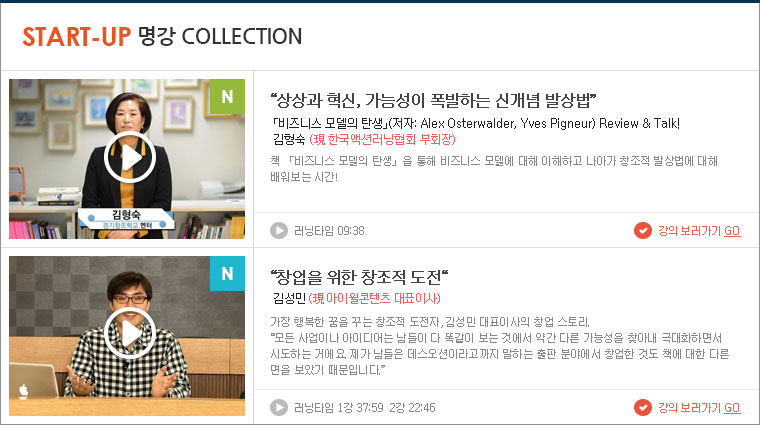 START-UP 명강 COLLECTION
N
김형숙
경기창조학교 멘터
“상상과 혁신, 가능성이 폭발하는 신개념 발상법”
「비즈니스 모델의 탄생」(저자: Alex Osterwalder, Yves Pigneur) Review & Talk!
김형숙 (現 한국액션러닝협회 부회장)
책 「비즈니스 모델의 탄생」을 통해 비즈니스 모델에 대해 이해하고 나아가 창조적 발상법에 대해
배워보는 시간!
러닝타임 09:38
강의 보러가기 GO
N
“창업을 위한 창조적 도전“
김성민 (現 아이윌콘텐츠 대표이사)
가장 행복한 꿈을 꾸는 창조적 도전자, 김성민 대표이사의 창업 스토리.
“모든 사업이나 아이디어는 남들이 다 똑같이 보는 것에서 약간 다른 가능성을 찾아내 극대화하면서
시도하는 거에요. 제가 남들은 데스오션이라고까지 말하는 출판 분야에서 창업한 것도 책에 대한 다른
면을 보았기 때문입니다.”
러닝타임 1강 37:59 2강 22:46
강의 보러가기 GO